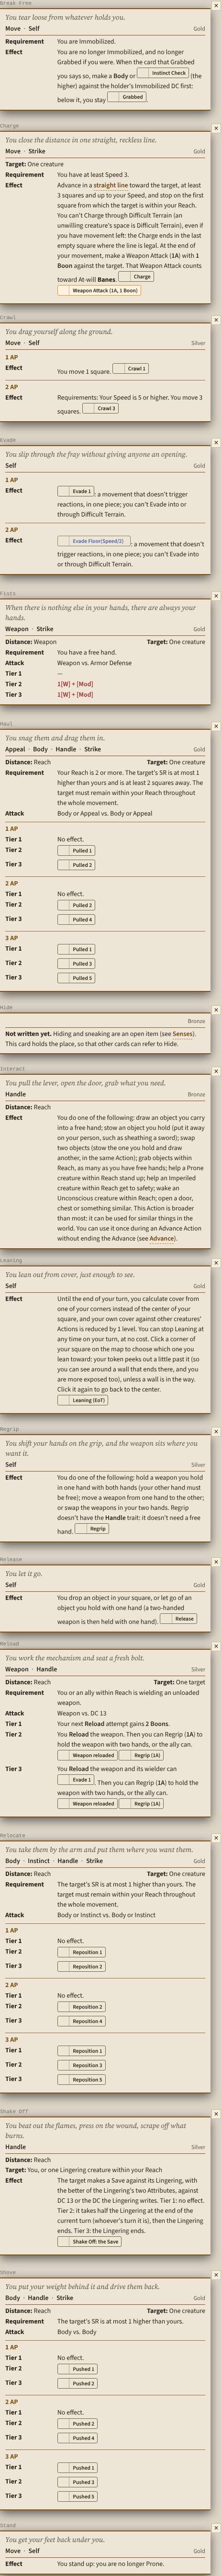 Break Free
You tear loose from whatever holds you.
Move · Self Gold
Requirement You are Immobilized.
Effect You are no longer Immobilized, and no longer
Grabbed if you were. When the card that Grabbed
you says so, make a Body or Instinct Check (the
higher) against the holder's Immobilized DC first:
below it, you stay Grabbed.
Charge
You close the distance in one straight, reckless line.
Move · Strike Gold
Target: One creature
Requirement You have at least Speed 3.
Effect Advance in a straight line toward the target, at least
3 squares and up to your Speed, and stop on the first
square from which the target is within your Reach.
You can't Charge through Difficult Terrain (an
unwilling creature's square is Difficult Terrain), even if
you have movement left: the Charge ends in the last
empty square on the line that is legal. At the end of
your movement, make a Weapon Attack (1A) with 1
Boon against the target. That Weapon Attack counts
toward At-will Banes. Charge
Weapon Attack (1A, 1 Boon)
Crawl
You drag yourself along the ground.
Move · Self Silver
1 AP
Effect You move 1 square. Crawl 1
2 AP
Effect Requirements: Your Speed is 5 or higher. You move 3
squares. Crawl 3
Evade
You slip through the fray without giving anyone an opening.
Self Gold
1 AP
Effect Evade 1 : a movement that doesn't trigger
reactions, in one piece; you can't Evade into or
through Difficult Terrain.
2 AP
Effect Evade Floor(Speed/2) : a movement that doesn't
trigger reactions, in one piece; you can't Evade into
or through Difficult Terrain.
Fists
When there is nothing else in your hands, there are always your
hands.
Weapon · Strike Gold
Distance: Weapon Target: One creature
Requirement You have a free hand.
Attack Weapon vs. Armor Defense
Tier 1 —
Tier 2 1[W] + [Mod]
Tier 3 1[W] + [Mod]
Haul
You snag them and drag them in.
Appeal · Body · Handle · Strike Gold
Distance: Reach Target: One creature
Requirement Your Reach is 2 or more. The target's SR is at most 1
higher than yours and is at least 2 squares away. The
target must remain within your Reach throughout
the whole movement.
Attack Body or Appeal vs. Body or Appeal
1 AP
Tier 1 No effect.
Tier 2 Pulled 1
Tier 3 Pulled 2
2 AP
Tier 1 No effect.
Tier 2 Pulled 2
Tier 3 Pulled 4
3 AP
Tier 1 Pulled 1
Tier 2 Pulled 3
Tier 3 Pulled 5
Hide
Bronze
Not written yet. Hiding and sneaking are an open item (see Senses).
This card holds the place, so that other cards can refer to Hide.
Interact
You pull the lever, open the door, grab what you need.
Handle Bronze
Distance: Reach
Effect You do one of the following: draw an object you carry
into a free hand; stow an object you hold (put it away
on your person, such as sheathing a sword); swap
two objects (stow the one you hold and draw
another, in the same Action); grab objects within
Reach, as many as you have free hands; help a Prone
creature within Reach stand up; help an imperiled
creature within Reach get to safety; wake an
Unconscious creature within Reach; open a door,
chest or something similar. This Action is broader
than most: it can be used for similar things in the
world. You can use it once during an Advance Action
without ending the Advance (see Advance).
Leaning
You lean out from cover, just enough to see.
Self Gold
Effect Until the end of your turn, you calculate cover from
one of your corners instead of the center of your
square, and your own cover against other creatures'
Actions is reduced by 1 level. You can stop Leaning at
any time on your turn, at no cost. Click a corner of
your square on the map to choose which one you
lean toward: your token peeks out a little past it (so
you can see around a wall that ends there, and you
are more exposed too), unless a wall is in the way.
Click it again to go back to the center.
Leaning (EoT)
Regrip
You shift your hands on the grip, and the weapon sits where you
want it.
Self Silver
Effect You do one of the following: hold a weapon you hold
in one hand with both hands (your other hand must
be free); move a weapon from one hand to the other;
or swap the weapons in your two hands. Regrip
doesn't have the Handle trait: it doesn't need a free
hand. Regrip
Release
You let it go.
Self Gold
Effect You drop an object in your square, or let go of an
object you hold with one hand (a two-handed
weapon is then held with one hand). Release
Reload
You work the mechanism and seat a fresh bolt.
Weapon · Handle Silver
Distance: Reach Target: One target
Requirement You or an ally within Reach is wielding an unloaded
weapon.
Attack Weapon vs. DC 13
Tier 1 Your next Reload attempt gains 2 Boons.
Tier 2 You Reload the weapon. Then you can Regrip (1A) to
hold the weapon with two hands, or the ally can.
Weapon reloaded Regrip (1A)
Tier 3 You Reload the weapon and its wielder can
Evade 1 . Then you can Regrip (1A) to hold the
weapon with two hands, or the ally can.
Weapon reloaded Regrip (1A)
Relocate
You take them by the arm and put them where you want them.
Body · Instinct · Handle · Strike Gold
Distance: Reach Target: One creature
Requirement The target's SR is at most 1 higher than yours. The
target must remain within your Reach throughout
the whole movement.
Attack Body or Instinct vs. Body or Instinct
1 AP
Tier 1 No effect.
Tier 2 Reposition 1
Tier 3 Reposition 2
2 AP
Tier 1 No effect.
Tier 2 Reposition 2
Tier 3 Reposition 4
3 AP
Tier 1 Reposition 1
Tier 2 Reposition 3
Tier 3 Reposition 5
Shake Off
You beat out the flames, press on the wound, scrape off what
burns.
Handle Silver
Distance: Reach
Target: You, or one Lingering creature within your Reach
Effect The target makes a Save against its Lingering, with
the better of the Lingering's two Attributes, against
DC 13 or the DC the Lingering writes. Tier 1: no effect.
Tier 2: it takes half the Lingering at the end of the
current turn (whoever's turn it is), then the Lingering
ends. Tier 3: the Lingering ends.
Shake Off: the Save
Shove
You put your weight behind it and drive them back.
Body · Handle · Strike Gold
Distance: Reach Target: One creature
Requirement The target's SR is at most 1 higher than yours.
Attack Body vs. Body
1 AP
Tier 1 No effect.
Tier 2 Pushed 1
Tier 3 Pushed 2
2 AP
Tier 1 No effect.
Tier 2 Pushed 2
Tier 3 Pushed 4
3 AP
Tier 1 Pushed 1
Tier 2 Pushed 3
Tier 3 Pushed 5
Stand
You get your feet back under you.
Move · Self Gold
Effect You stand up: you are no longer Prone.